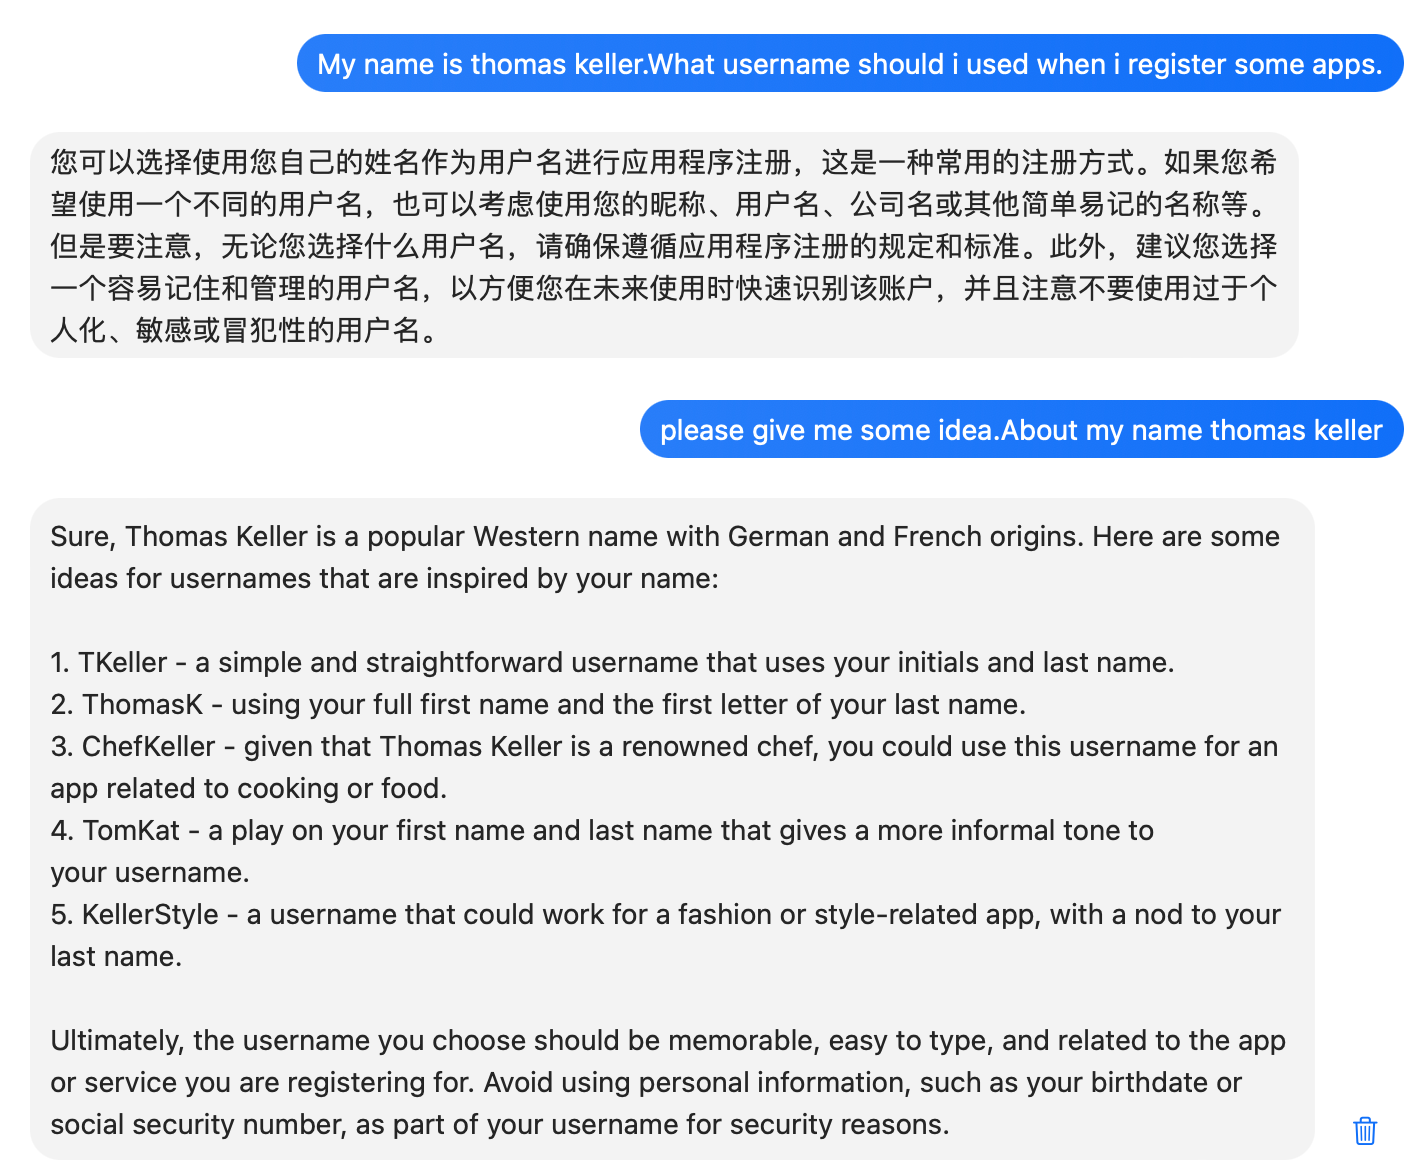 My name is thomas keller.What username should i used when i register some apps.
您可以选择使用您自己的姓名作为用户名进行应用程序注册，这是一种常用的注册方式。如果您希
望使用一个不同的用户名，也可以考虑使用您的昵称、用户名、公司名或其他简单易记的名称等。
但是要注意，无论您选择什么用户名，请确保遵循应用程序注册的规定和标准。此外，建议您选择
一个容易记住和管理的用户名，以方便您在未来使用时快速识别该账户，并且注意不要使用过于个
人化、敏感或冒犯性的用户名。
please give me some idea.About my name thomas keller
Sure, Thomas Keller is a popular Western name with German and French origins. Here are some
ideas for usernames that are inspired by your name:
1. TKeller - a simple and straightforward username that uses your initials and last name.
2. ThomasK - using your full first name and the first letter of your last name.
3. ChefKeller - given that Thomas Keller is a renowned chef, you could use this username for an
app related to cooking or food.
4. TomKat - a play on your first name and last name that gives a more informal tone to
your username.
5. KellerStyle - a username that could work for a fashion or style-related app, with a nod to your
last name.
Ultimately, the username you choose should be memorable, easy to type, and related to the app
or service you are registering for. Avoid using personal information, such as your birthdate or
social security number, as part of your username for security reasons.